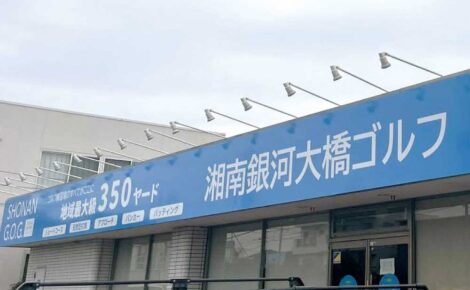 SHONAN
G.O.G.
地域最大級 350ヤード
アプローチ バンカー パッティング
湘南銀河大橋ゴルフ